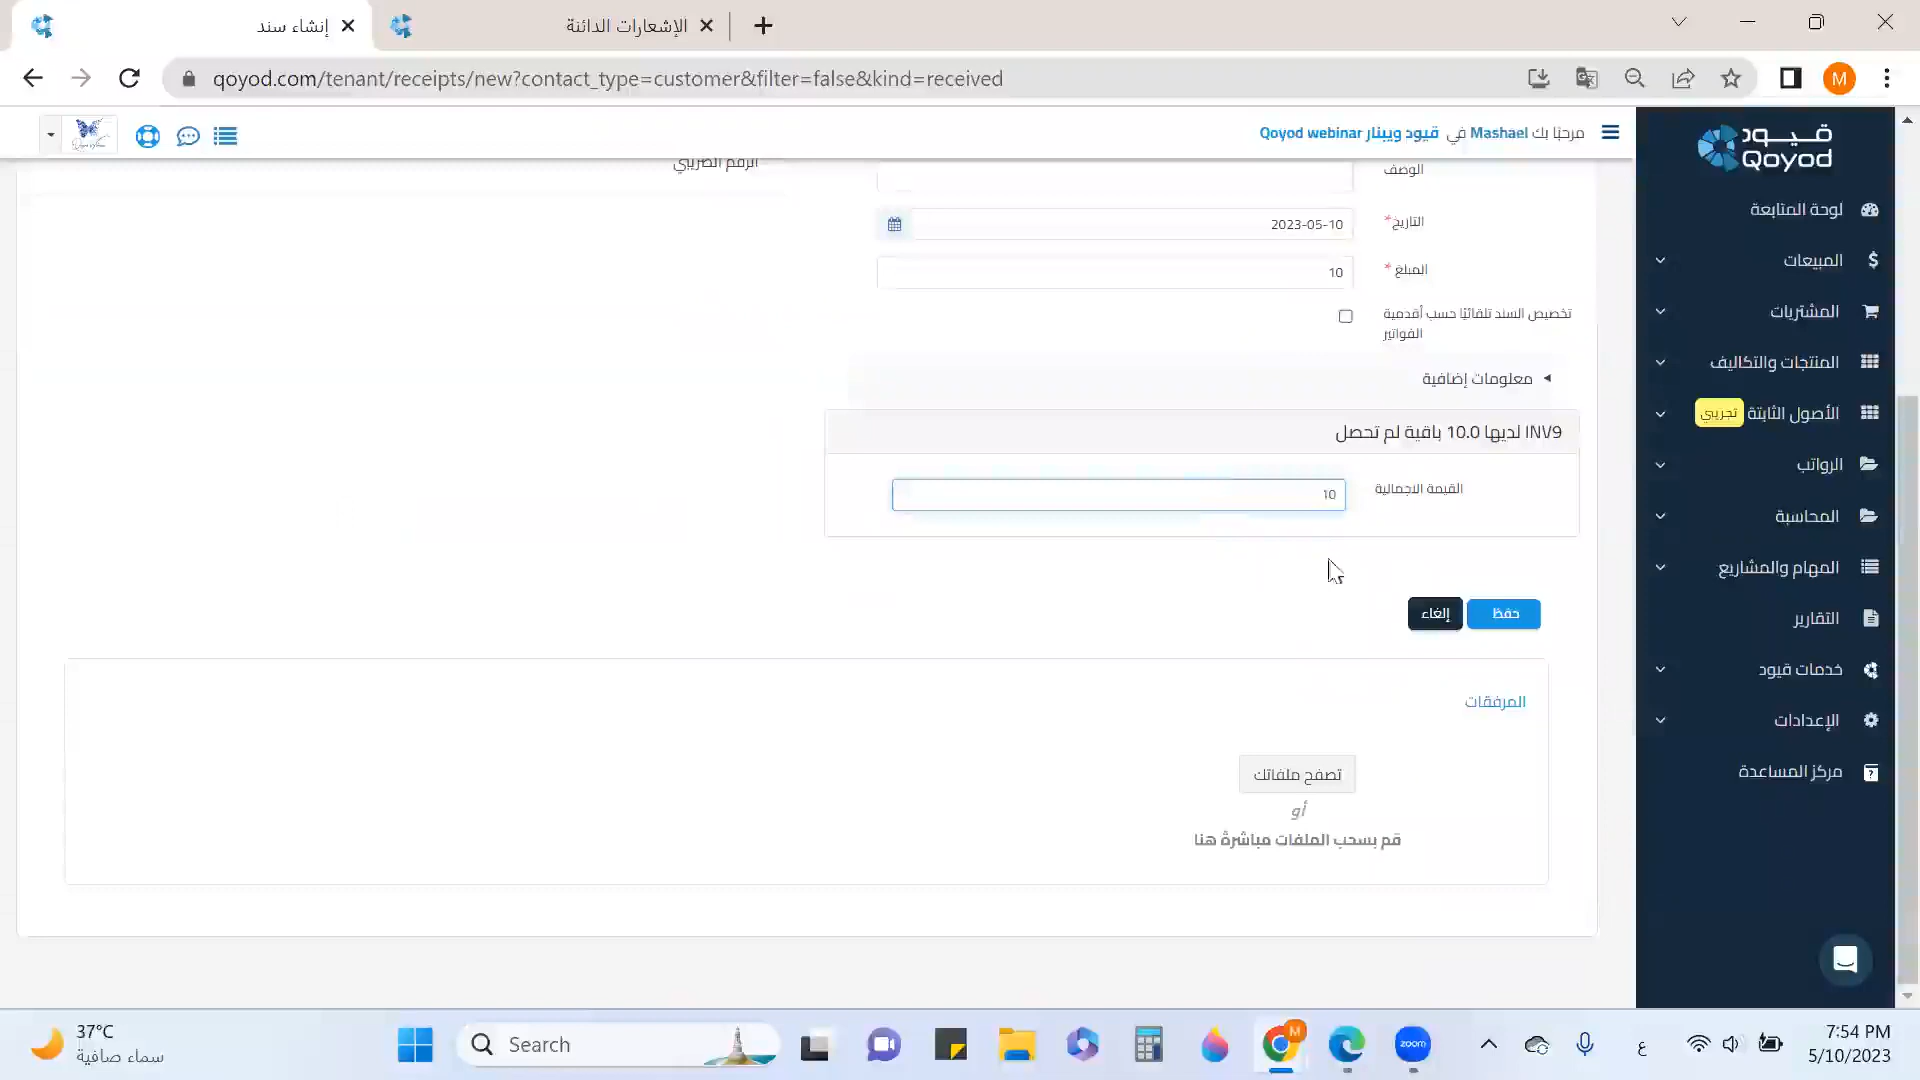 إنشاء سند
الإشعارات الدائنة
qoyod.com/tenant/receipts/new?contact_type=customer&filter=false&kind=received
M
مرحبًا بك Mashael في قيود ويبينار Qoyod webinar
قيود
Qoyod
لوحة المتابعة
المبيعات
المشتريات
المنتجات والتكاليف
الأصول الثابتة تجريبي
الرواتب
المحاسبة
المهام والمشاريع
التقارير
خدمات قيود
الإعدادات
مركز المساعدة
الرقم الضريبي
الوصف
التاريخ*
2023-05-10
المبلغ *
10
تخصيص السند تلقائيًا حسب أقدمية
الفواتير
معلومات إضافية
INV9 لديها 10.0 باقية لم تحصل
القيمة الاجمالية
10
حفظ
إلغاء
المرفقات
تصفح ملفاتك
أو
قم بسحب الملفات مباشرة هنا
37°C
سماء صافية
Search
M
zoom
ع
7:54 PM
5/10/2023